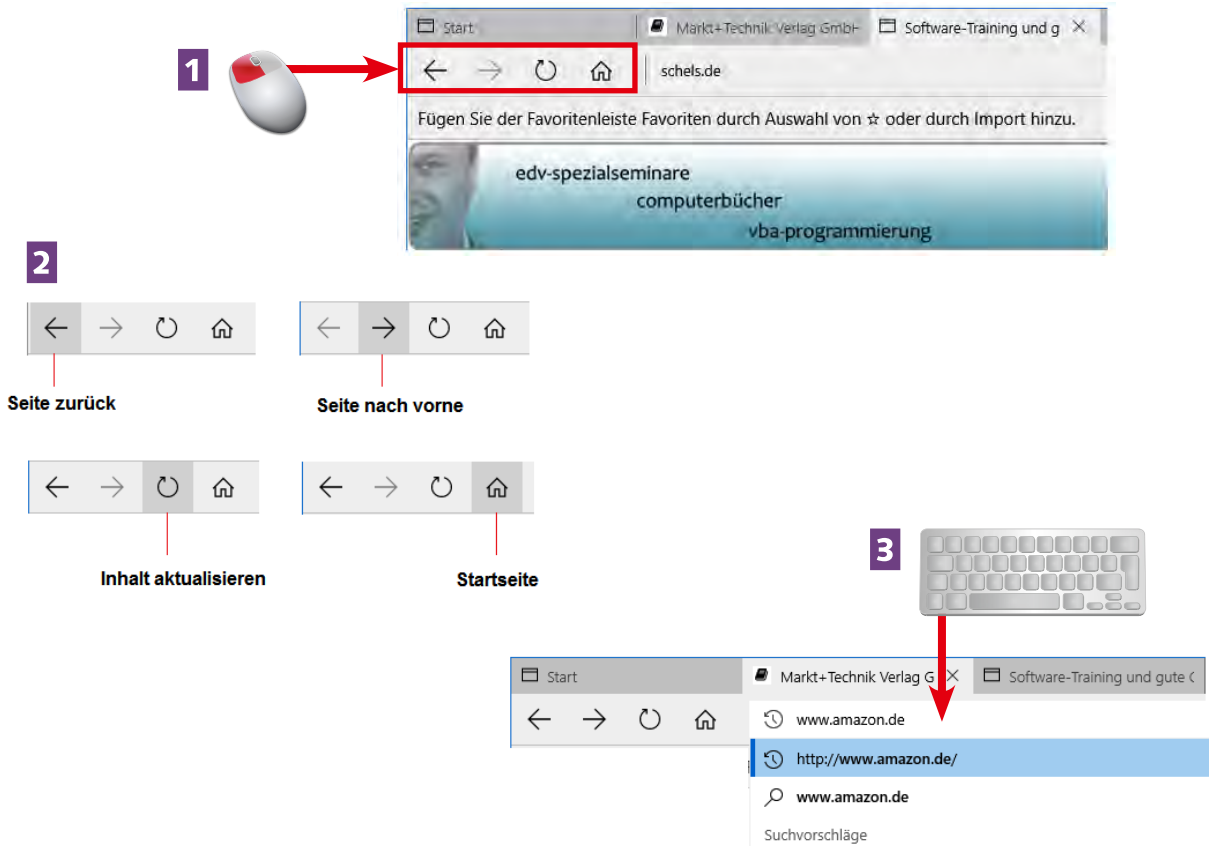 1
Start
Markt+Technik Verlag GmbH
Software-Training und g
schels.de
Fügen Sie der Favoritenleiste Favoriten durch Auswahl von ☆ oder durch Import hinzu.
edv-spezialseminare
computerbücher
vba-programmierung
2
Seite zurück
Seite nach vorne
Inhalt aktualisieren
Startseite
3
Start
Markt+Technik Verlag G
Software-Training und gute
www.amazon.de
http://www.amazon.de/
www.amazon.de
Suchvorschläge